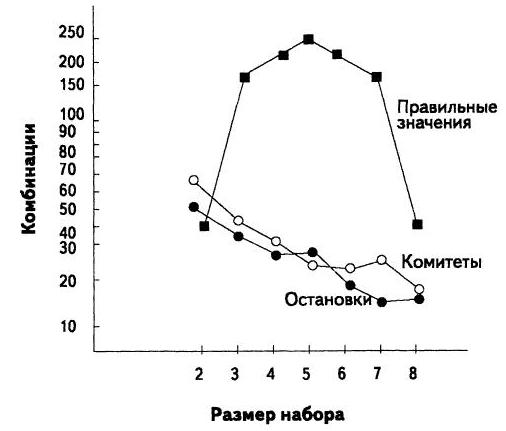 250
200
150
100
90
80
70
60
50
40
30
20
10
Комбинации
Правильные
значения
Комитеты
Остановки
2 3 4 5 6 7 8
Размер набора